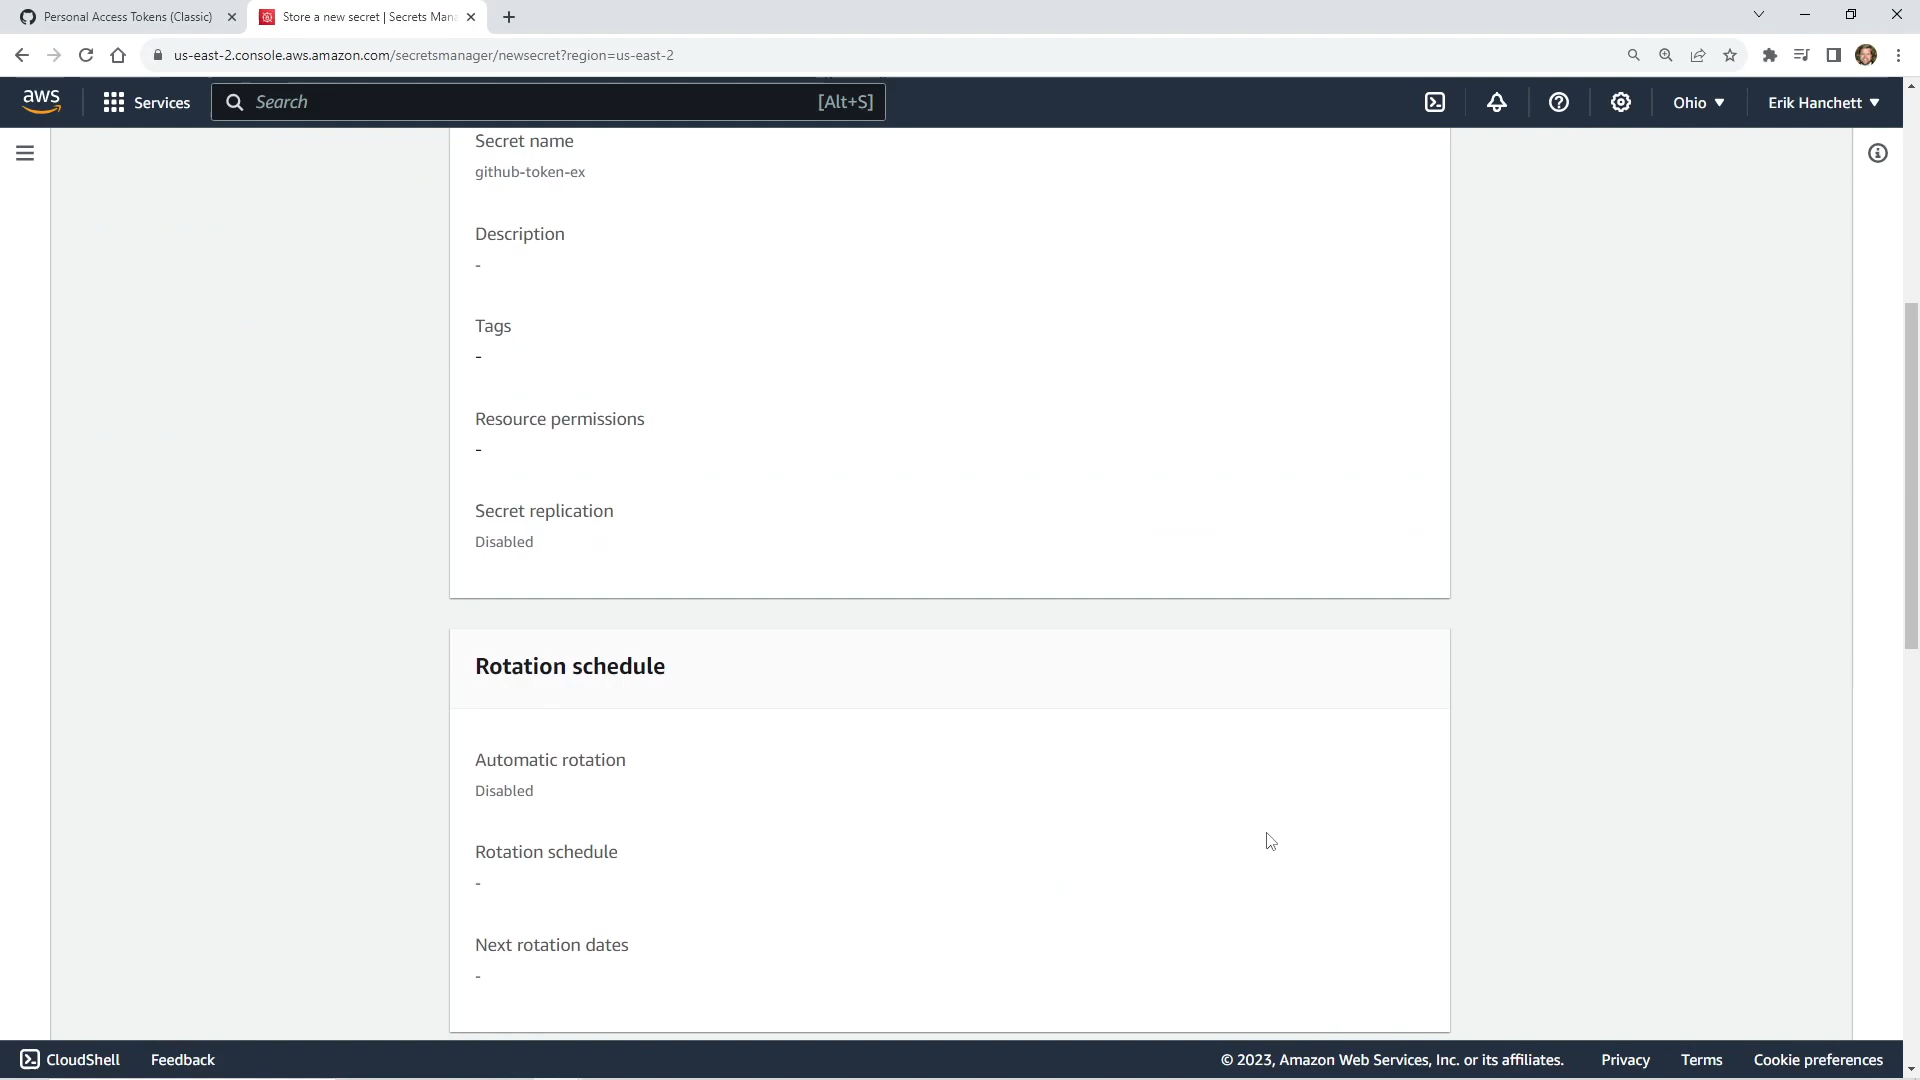 Personal Access Tokens (Classic)
Store a new secret | Secrets Mana
us-east-2.console.aws.amazon.com/secretsmanager/newsecret?region=us-east-2
aws
Services
Search
[Alt+S]
Ohio
Erik Hanchett
Secret name
github-token-ex
Description
-
Tags
-
Resource permissions
-
Secret replication
Disabled
Rotation schedule
Automatic rotation
Disabled
Rotation schedule
-
Next rotation dates
-
CloudShell
Feedback
© 2023, Amazon Web Services, Inc. or its affiliates.
Privacy
Terms
Cookie preferences